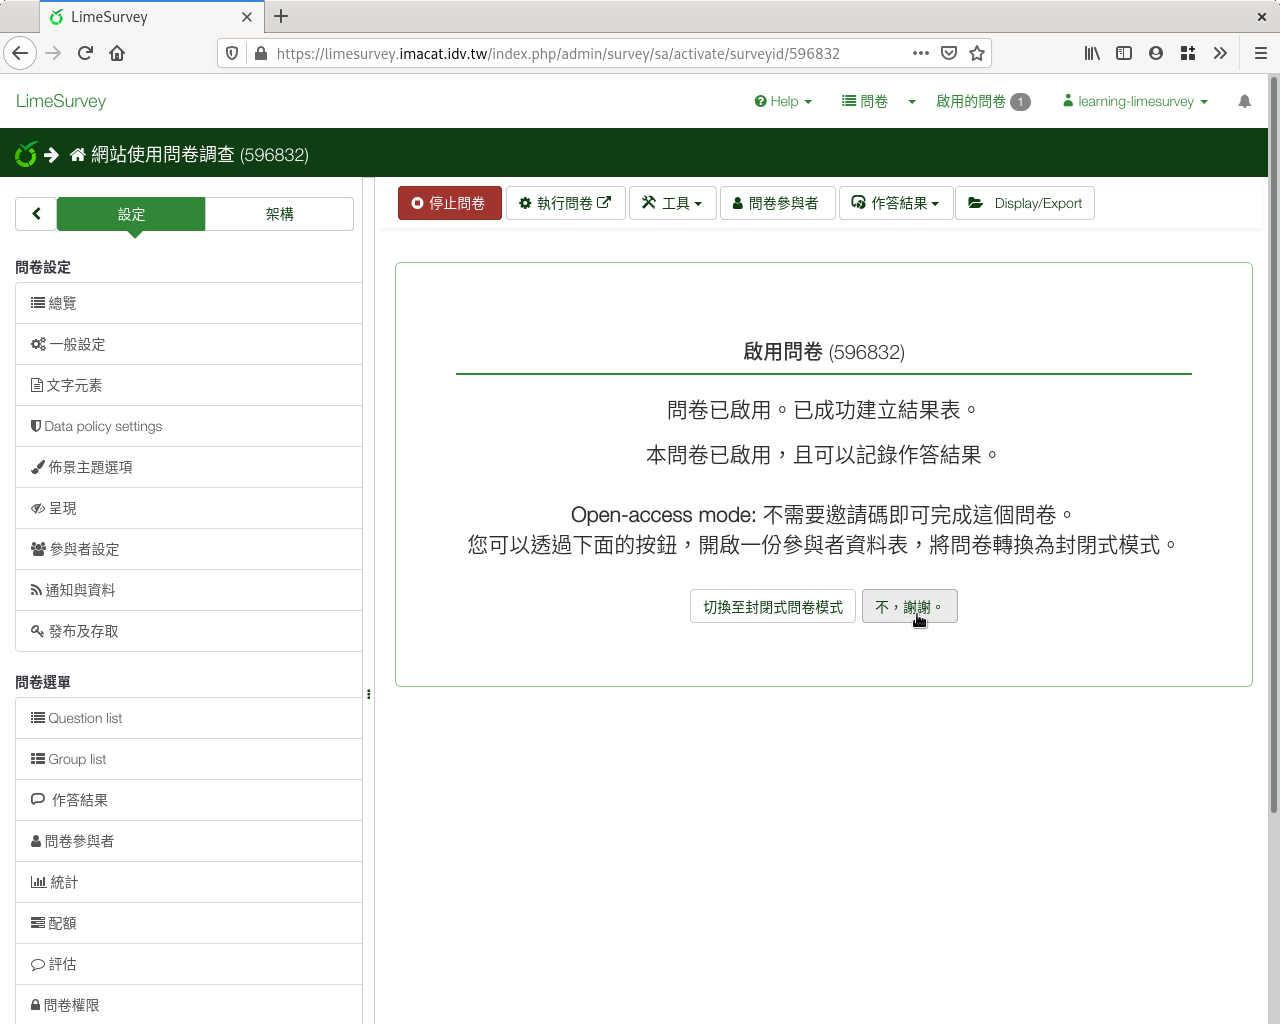 LimeSurvey
https://limesurvey.imacat.idv.tw/index.php/admin/survey/sa/activate/surveyid/596832
LimeSurvey
Help
問卷
啟用的問卷 1
learning-limesurvey
網站使用問卷調查 (596832)
設定
架構
停止問卷
執行問卷
工具
問卷參與者
作答結果
Display/Export
問卷設定
總覽
一般設定
文字元素
Data policy settings
佈景主題選項
呈現
參與者設定
通知與資料
發布及存取
問卷選單
Question list
Group list
作答結果
問卷參與者
統計
配額
評估
問卷權限
啟用問卷 (596832)
問卷已啟用。已成功建立結果表。
本問卷已啟用，且可以記錄作答結果。
Open-access mode: 不需要邀請碼即可完成這個問卷。
您可以透過下面的按鈕，開啟一份參與者資料表，將問卷轉換為封閉式模式。
切換至封閉式問卷模式
不，謝謝。